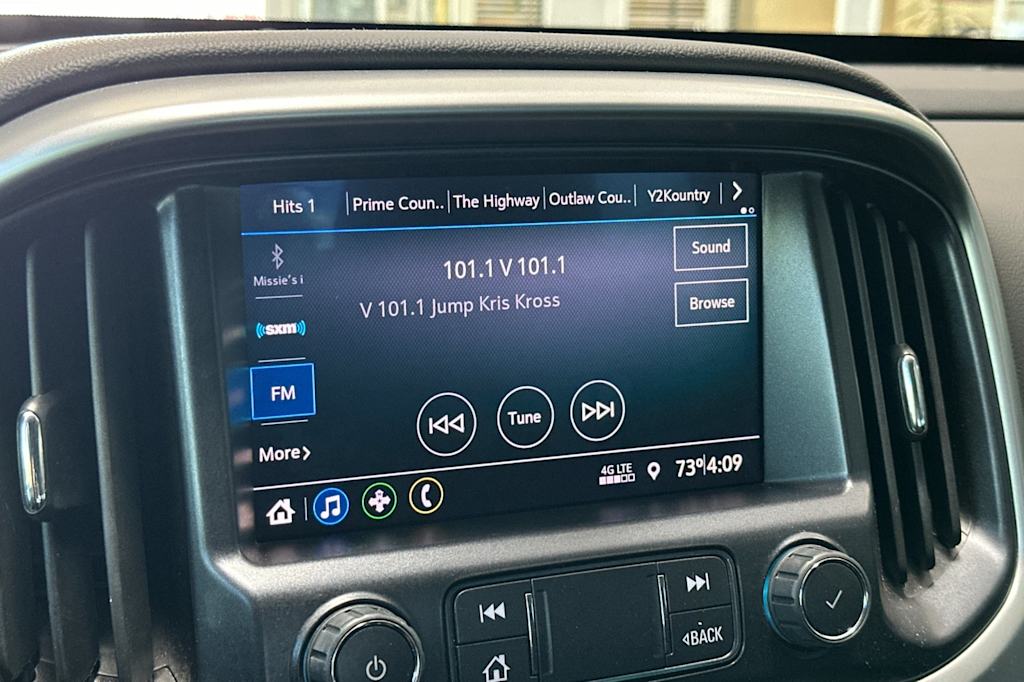 Hits 1
Prime Coun..
The Highway
Outlaw Cou..
Y2Kountry
Missie's i
101.1 V 101.1
Sound
V 101.1 Jump Kris Kross
Browse
sxm
FM
Tune
More
4G LTE
73° 4:09
BACK